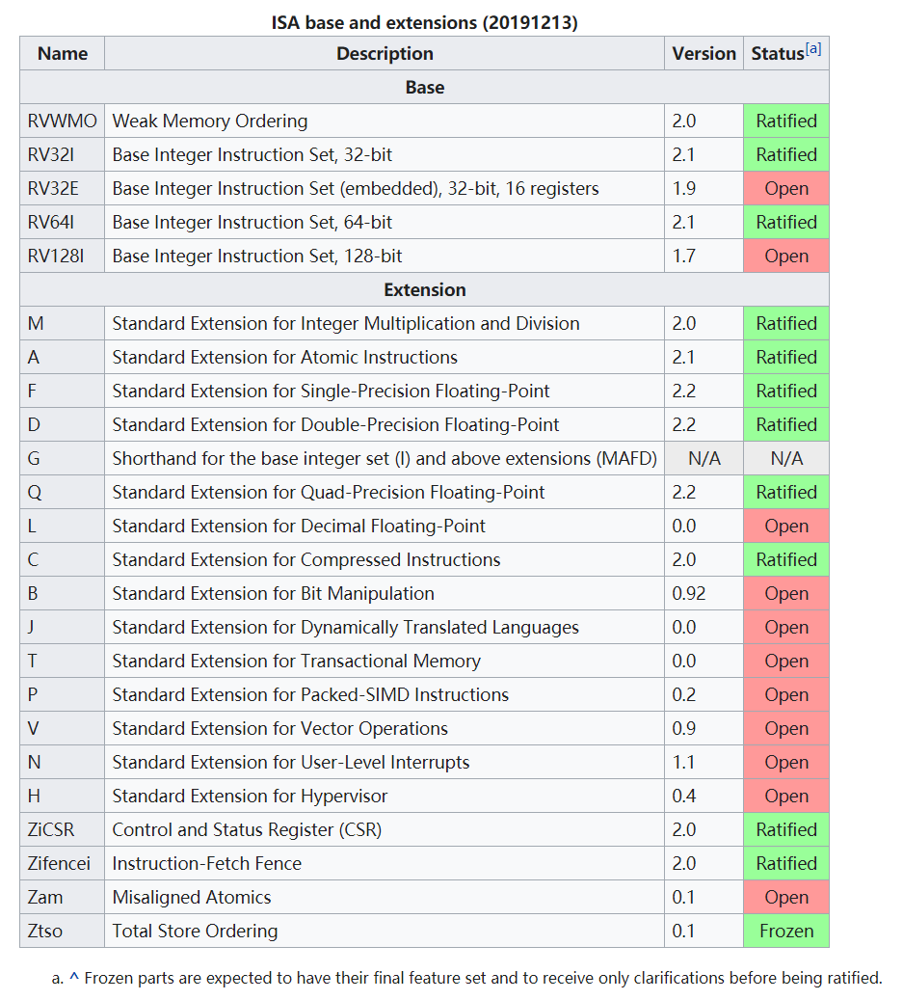 ISA base and extensions (20191213)
Name Description Version Status[a]
Base
RVWMO Weak Memory Ordering 2.0 Ratified
RV32I Base Integer Instruction Set, 32-bit 2.1 Ratified
RV32E Base Integer Instruction Set (embedded), 32-bit, 16 registers 1.9 Open
RV64I Base Integer Instruction Set, 64-bit 2.1 Ratified
RV128I Base Integer Instruction Set, 128-bit 1.7 Open
Extension
M Standard Extension for Integer Multiplication and Division 2.0 Ratified
A Standard Extension for Atomic Instructions 2.1 Ratified
F Standard Extension for Single-Precision Floating-Point 2.2 Ratified
D Standard Extension for Double-Precision Floating-Point 2.2 Ratified
G Shorthand for the base integer set (I) and above extensions (MAFD) N/A N/A
Q Standard Extension for Quad-Precision Floating-Point 2.2 Ratified
L Standard Extension for Decimal Floating-Point 0.0 Open
C Standard Extension for Compressed Instructions 2.0 Ratified
B Standard Extension for Bit Manipulation 0.92 Open
J Standard Extension for Dynamically Translated Languages 0.0 Open
T Standard Extension for Transactional Memory 0.0 Open
P Standard Extension for Packed-SIMD Instructions 0.2 Open
V Standard Extension for Vector Operations 0.9 Open
N Standard Extension for User-Level Interrupts 1.1 Open
H Standard Extension for Hypervisor 0.4 Open
ZiCSR Control and Status Register (CSR) 2.0 Ratified
Zifencei Instruction-Fetch Fence 2.0 Ratified
Zam Misaligned Atomics 0.1 Open
Ztso Total Store Ordering 0.1 Frozen
a. ^ Frozen parts are expected to have their final feature set and to receive only clarifications before being ratified.